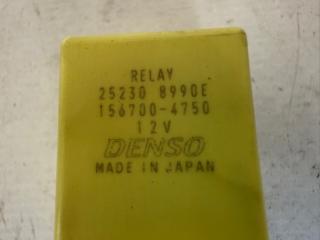 RELAY
25230 8990E
156700-4750
12V
DENSO
MADE IN JAPAN